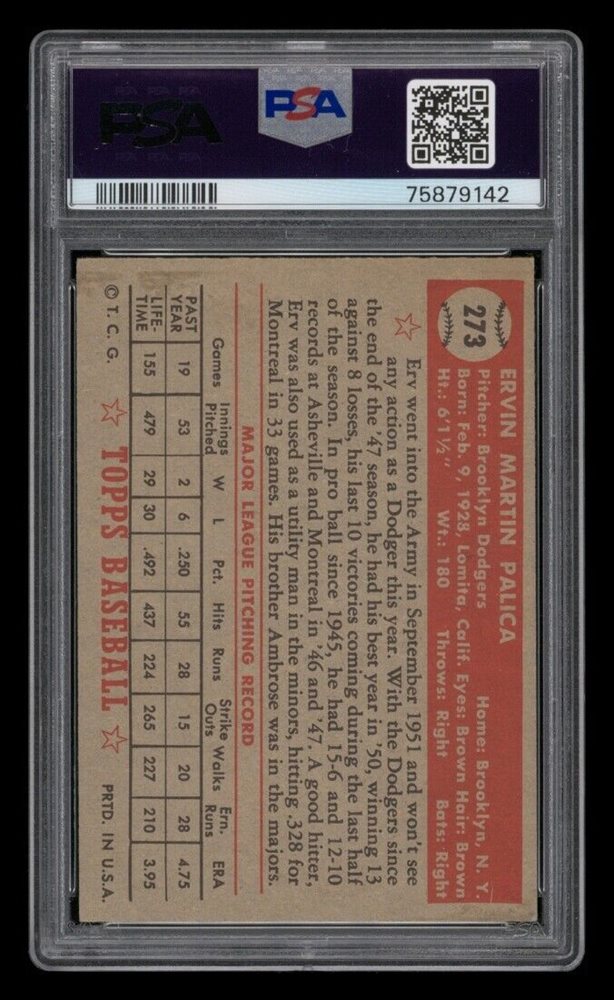 PSA
PSA
75879142
273
ERVIN MARTIN PALICA
Pitcher: Brooklyn Dodgers Home: Brooklyn, N. Y.
Born: Feb. 9, 1928, Lomita, Calif. Eyes: Brown Hair: Brown
Ht.: 6'1½" Wt.: 180 Throws: Right Bats: Right
Erv went into the Army in September 1951 and won't see
any action as a Dodger this year. With the Dodgers since
the end of the '47 season, he had his best year in '50, winning 13
against 8 losses, his last 10 victories coming during the last half
of the season. In pro ball since 1945, he had 15-6 and 12-10
records at Asheville and Montreal in '46 and '47. A good hitter,
Erv was also used as a utility man in the minors, hitting .328 for
Montreal in 33 games. His brother Ambrose was in the majors.
MAJOR LEAGUE PITCHING RECORD
Games Innings Pitched W L Pct. Hits Runs Strike Outs Walks Ern. Runs ERA
PAST YEAR 19 53 2 6 .250 55 28 15 20 28 4.75
LIFE-TIME 155 479 29 30 .492 437 224 265 227 210 3.95
© T. C. G. TOPPS BASEBALL PRTD. IN U.S.A.